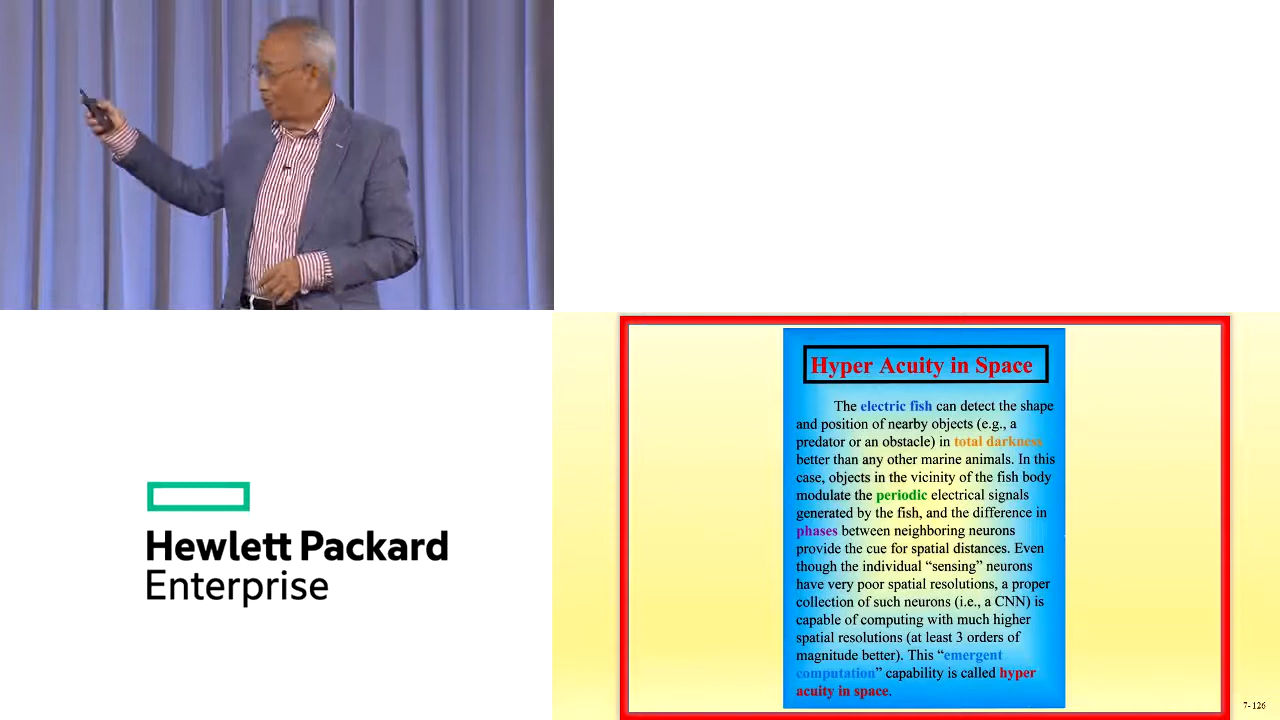 Hewlett Packard
Enterprise
Hyper Acuity in Space
The electric fish can detect the shape
and position of nearby objects (e.g., a
predator or an obstacle) in total darkness
better than any other marine animals. In this
case, objects in the vicinity of the fish body
modulate the periodic electrical signals
generated by the fish, and the difference in
phases between neighboring neurons
provide the cue for spatial distances. Even
though the individual “sensing” neurons
have very poor spatial resolutions, a proper
collection of such neurons (i.e., a CNN) is
capable of computing with much higher
spatial resolutions (at least 3 orders of
magnitude better). This “emergent
computation” capability is called hyper
acuity in space.
7-126